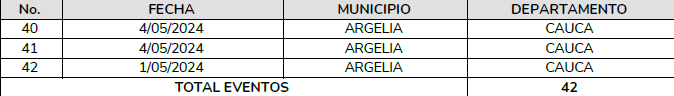 No. FECHA MUNICIPIO DEPARTAMENTO
40 4/05/2024 ARGELIA CAUCA
41 4/05/2024 ARGELIA CAUCA
42 1/05/2024 ARGELIA CAUCA
TOTAL EVENTOS 42